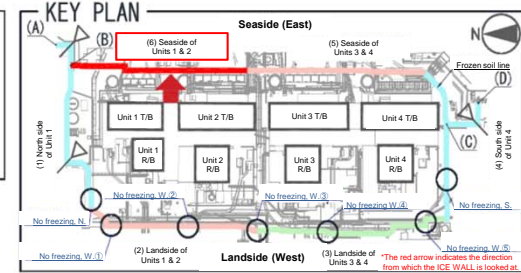 KEY PLAN
Seaside (East)
N
(A)
(B)
(6) Seaside of
Units 1 & 2
(5) Seaside of
Units 3 & 4
Frozen soil line
(D)
(C)
(1) North side
of Unit 1
(4) South side
of Unit 4
Unit 1 T/B
Unit 2 T/B
Unit 3 T/B
Unit 4 T/B
Unit 1
R/B
Unit 2
R/B
Unit 3
R/B
Unit 4
R/B
No freezing, W.②
No freezing, W.③
No freezing, W.④
No freezing, S.
No freezing, N.
No freezing, W.①
No freezing, W.⑤
(2) Landside of
Units 1 & 2
Landside (West)
(3) Landside of
Units 3 & 4
*The red arrow indicates the direction
from which the ICE WALL is looked at.